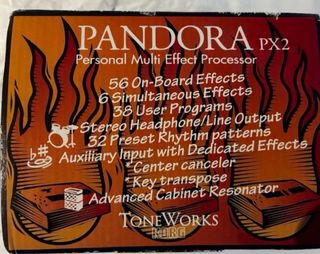 PANDORA PX2
Personal Multi Effect Processor
56 On-Board Effects
6 Simultaneous Effects
38 User Programs
Stereo Headphone/Line Output
32 Preset Rhythm patterns
Auxiliary Input with Dedicated Effects
*Center canceler
*Key transpose
Advanced Cabinet Resonator
TONEWORKS
KORG